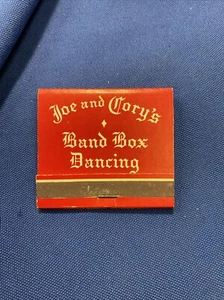 Joe and Cory's
Band Box
Dancing